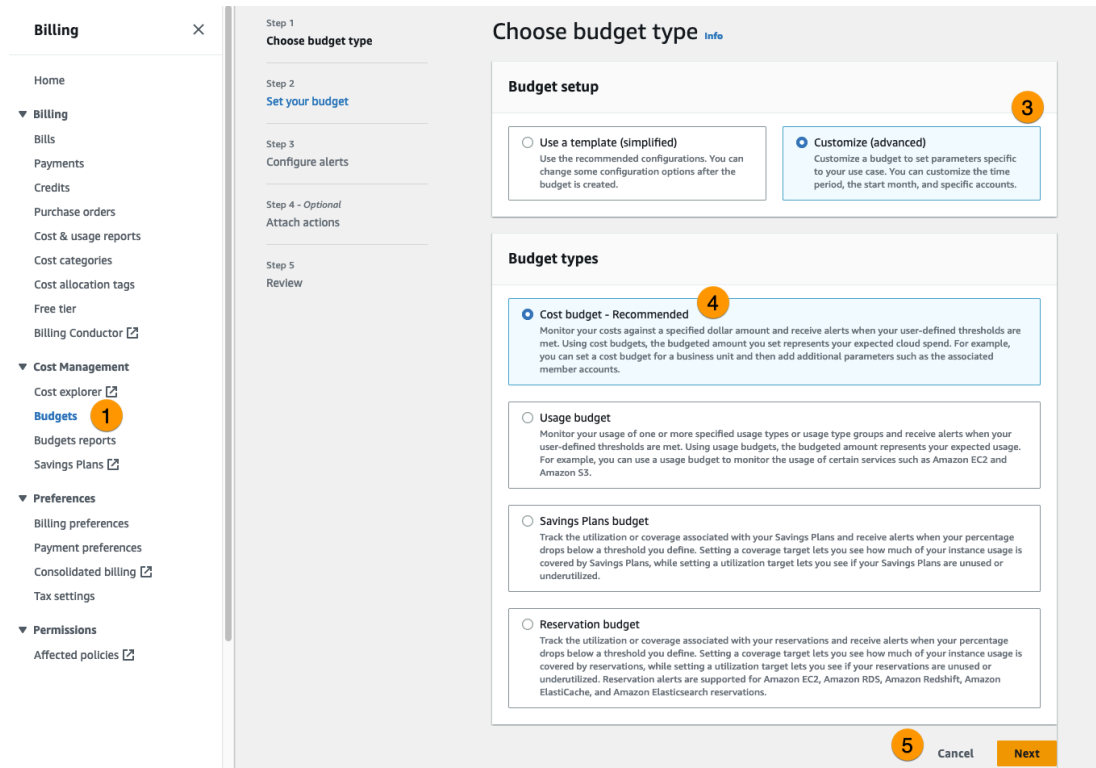 Billing
Home
Billing
Bills
Payments
Credits
Purchase orders
Cost & usage reports
Cost categories
Cost allocation tags
Free tier
Billing Conductor
Cost Management
Cost explorer
Budgets
1
Budgets reports
Savings Plans
Preferences
Billing preferences
Payment preferences
Consolidated billing
Tax settings
Permissions
Affected policies
Step 1
Choose budget type
Step 2
Set your budget
Step 3
Configure alerts
Step 4 - Optional
Attach actions
Step 5
Review
Choose budget type Info
Budget setup
3
Use a template (simplified)
Use the recommended configurations. You can
change some configuration options after the
budget is created.
Customize (advanced)
Customize a budget to set parameters specific
to your use case. You can customize the time
period, the start month, and specific accounts.
Budget types
4
Cost budget - Recommended
Monitor your costs against a specified dollar amount and receive alerts when your user-defined thresholds are
met. Using cost budgets, the budgeted amount you set represents your expected cloud spend. For example,
you can set a cost budget for a business unit and then add additional parameters such as the associated
member accounts.
Usage budget
Monitor your usage of one or more specified usage types or usage type groups and receive alerts when your
user-defined thresholds are met. Using usage budgets, the budgeted amount represents your expected usage.
For example, you can use a usage budget to monitor the usage of certain services such as Amazon EC2 and
Amazon S3.
Savings Plans budget
Track the utilization or coverage associated with your Savings Plans and receive alerts when your percentage
drops below a threshold you define. Setting a coverage target lets you see how much of your instance usage is
covered by Savings Plans, while setting a utilization target lets you see if your Savings Plans are unused or
underutilized.
Reservation budget
Track the utilization or coverage associated with your reservations and receive alerts when your percentage
drops below a threshold you define. Setting a coverage target lets you see how much of your instance usage is
covered by reservations, while setting a utilization target lets you see if your reservations are unused or
underutilized. Reservation alerts are supported for Amazon EC2, Amazon RDS, Amazon Redshift, Amazon
ElastiCache, and Amazon Elasticsearch reservations.
5
Cancel
Next